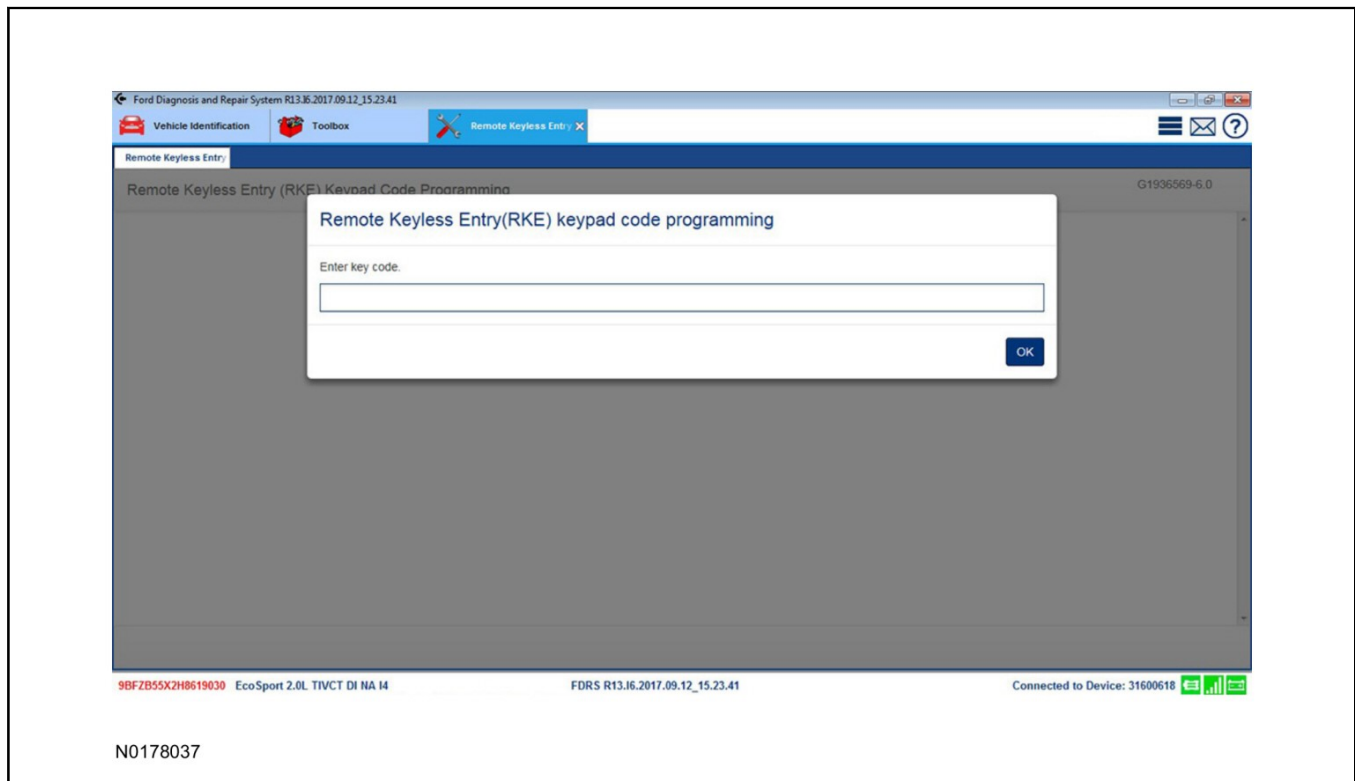 Ford Diagnosis and Repair System R13.I6.2017.09.12_15.23.41
Vehicle Identification Toolbox Remote Keyless Entry
Remote Keyless Entry
Remote Keyless Entry (RKE) Keypad Code Programming G1936569-6.0
Remote Keyless Entry(RKE) keypad code programming
Enter key code.
OK
9BFZB55X2H8619030 EcoSport 2.0L TIVCT DI NA I4 FDRS R13.I6.2017.09.12_15.23.41 Connected to Device: 31600618
N0178037